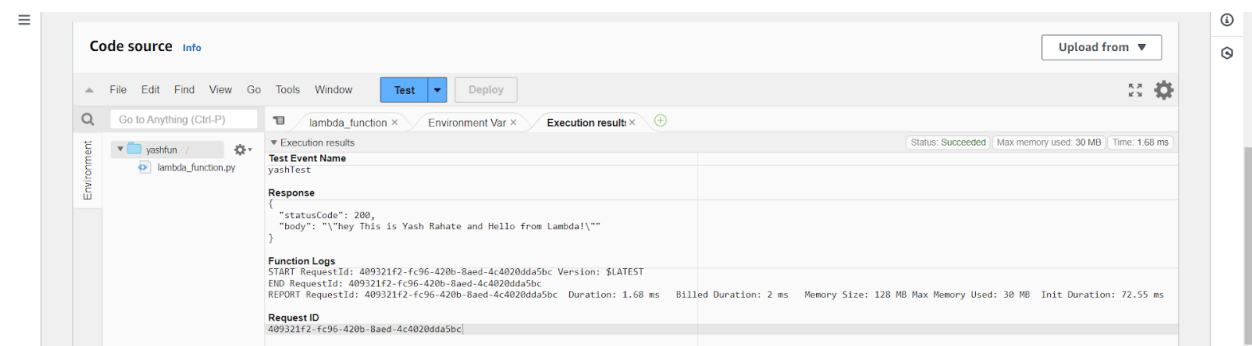 Code source Info
Upload from ▼
File Edit Find View Go Tools Window Test Deploy
Go to Anything (Ctrl-P)
lambda_function × Environment Var × Execution results ×
Environment
yashfun /
lambda_function.py
▼ Execution results
Status: Succeeded Max memory used: 30 MB Time: 1.68 ms
Test Event Name
yashTest
Response
{
"statusCode": 200,
"body": "\"hey This is Yash Rahate and Hello from Lambda!\""
}
Function Logs
START RequestId: 409321f2-fc96-420b-8aed-4c4020dda5bc Version: $LATEST
END RequestId: 409321f2-fc96-420b-8aed-4c4020dda5bc
REPORT RequestId: 409321f2-fc96-420b-8aed-4c4020dda5bc Duration: 1.68 ms Billed Duration: 2 ms Memory Size: 128 MB Max Memory Used: 30 MB Init Duration: 72.55 ms
Request ID
409321f2-fc96-420b-8aed-4c4020dda5bc